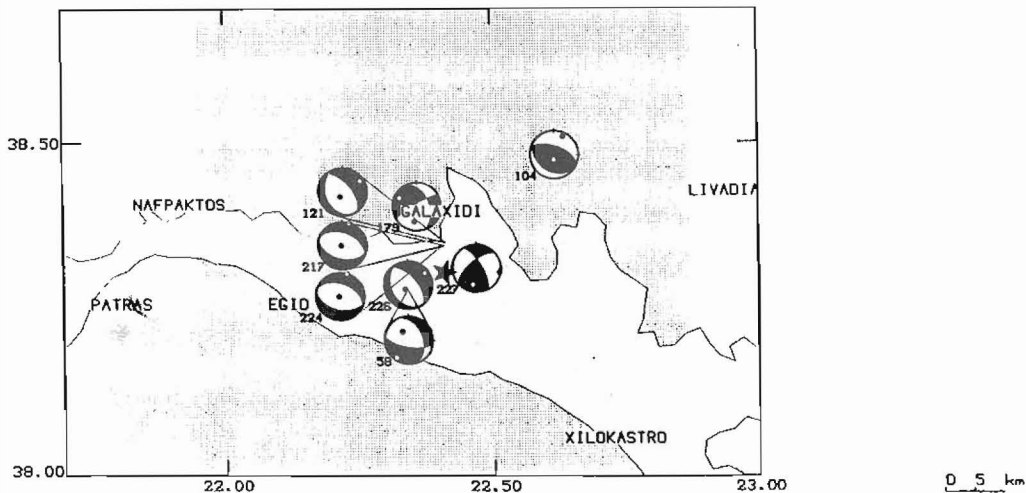 38.50
104
LIVADIA
NAFPAKTOS
121
GALAXIDI
179
217
227
PATRAS
EGIO
226
224
58
XILOKASTRO
38.00
22.00
22.50
23.00
0 5 km